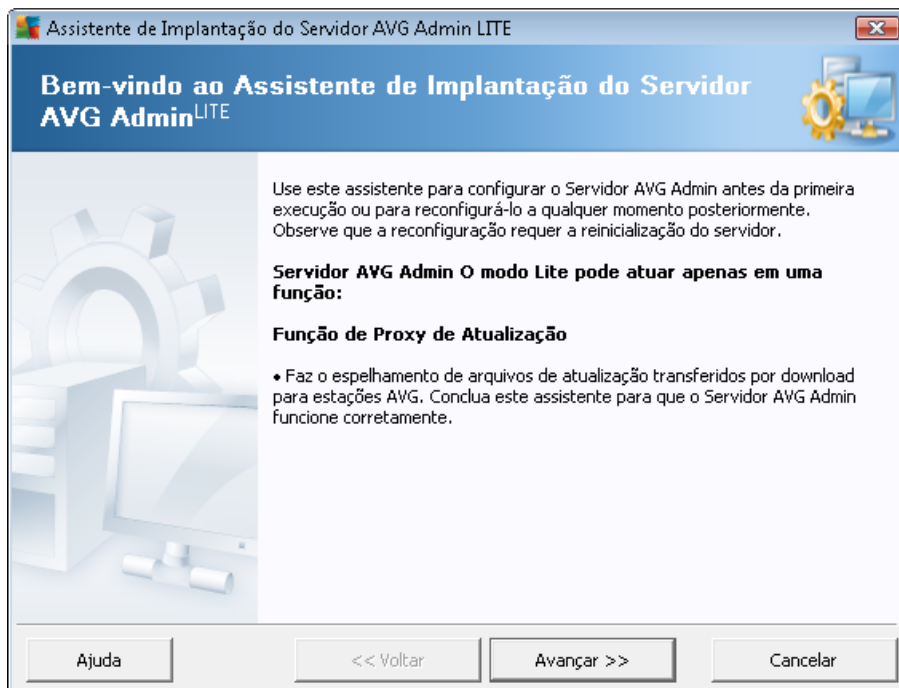 Assistente de Implantação do Servidor AVG Admin LITE
Bem-vindo ao Assistente de Implantação do Servidor
AVG Admin LITE
Use este assistente para configurar o Servidor AVG Admin antes da primeira
execução ou para reconfigurá-lo a qualquer momento posteriormente.
Observe que a reconfiguração requer a reinicialização do servidor.
Servidor AVG Admin O modo Lite pode atuar apenas em uma
função:
Função de Proxy de Atualização
• Faz o espelhamento de arquivos de atualização transferidos por download
para estações AVG. Conclua este assistente para que o Servidor AVG Admin
funcione corretamente.
Ajuda
<< Voltar
Avançar >>
Cancelar